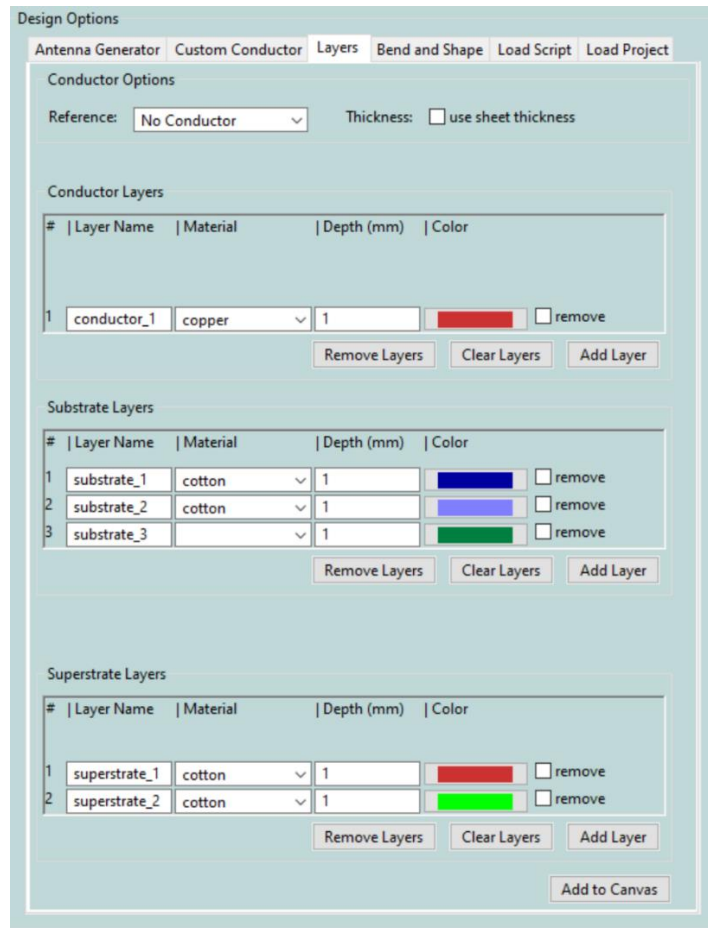 Design Options
Antenna Generator Custom Conductor Layers Bend and Shape Load Script Load Project
Conductor Options
Reference: No Conductor Thickness: use sheet thickness
Conductor Layers
# | Layer Name | Material | Depth (mm) | Color
1 conductor_1 copper 1 remove
Remove Layers Clear Layers Add Layer
Substrate Layers
# | Layer Name | Material | Depth (mm) | Color
1 substrate_1 cotton 1 remove
2 substrate_2 cotton 1 remove
3 substrate_3 1 remove
Remove Layers Clear Layers Add Layer
Superstrate Layers
# | Layer Name | Material | Depth (mm) | Color
1 superstrate_1 cotton 1 remove
2 superstrate_2 cotton 1 remove
Remove Layers Clear Layers Add Layer
Add to Canvas